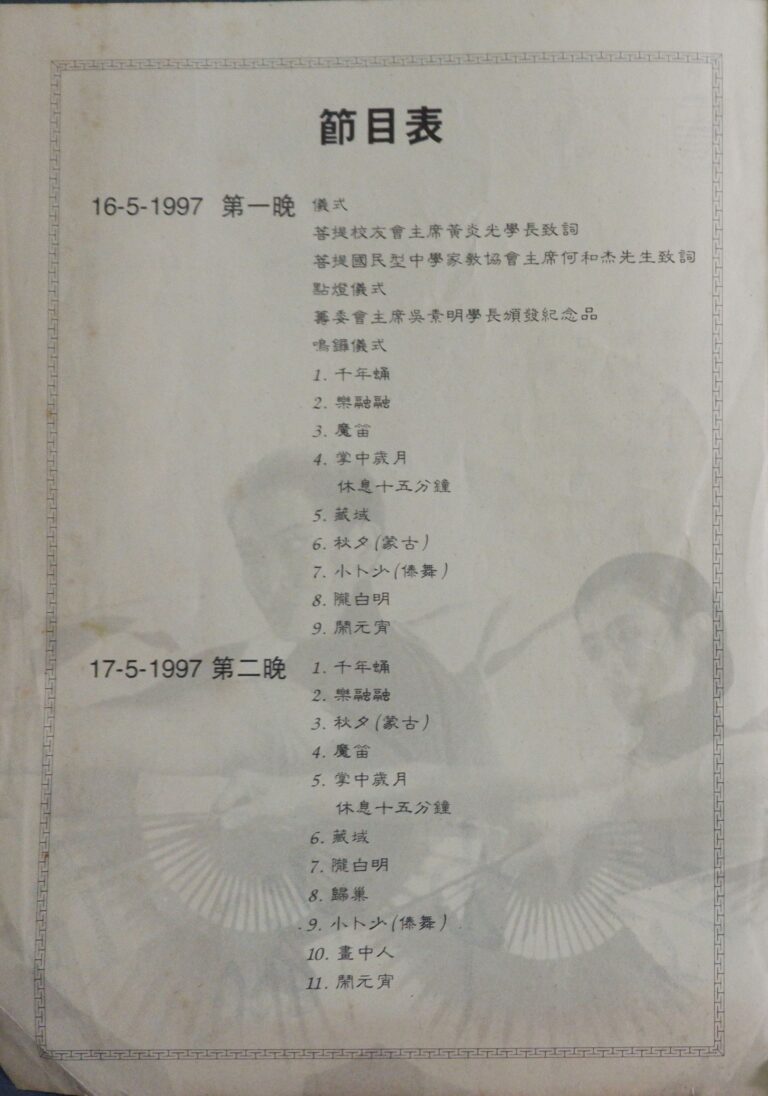 節目表
16-5-1997 第一晚 儀式
菩提校友會主席黃炎光學長致詞
菩提國民型中學家教協會主席何和杰先生致詞
點燈儀式
籌委會主席吳素明學長頒發紀念品
鳴鑼儀式
1. 千年蛹
2. 樂融融
3. 魔笛
4. 掌中歲月
休息十五分鐘
5. 藏域
6. 秋夕(蒙古)
7. 小卜少(傣舞)
8. 隴白明
9. 鬧元宵
17-5-1997 第二晚 1. 千年蛹
2. 樂融融
3. 秋夕(蒙古)
4. 魔笛
5. 掌中歲月
休息十五分鐘
6. 藏域
7. 隴白明
8. 歸巢
9. 小卜少(傣舞)
10. 畫中人
11. 鬧元宵